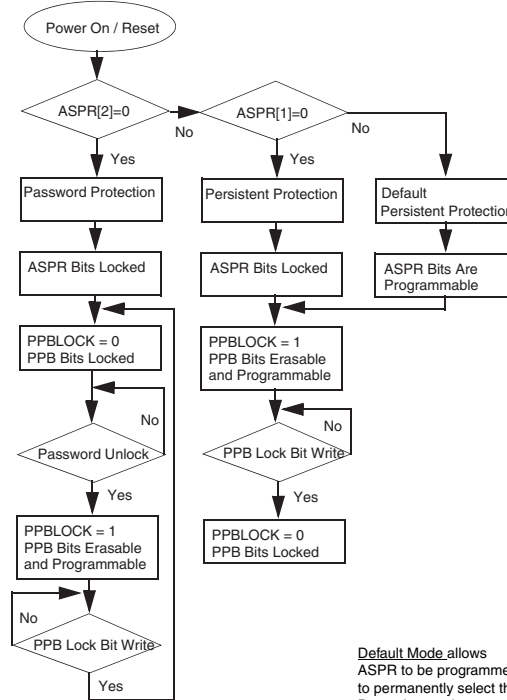 Power On / Reset
ASPR[2]=0
No
Yes
ASPR[1]=0
No
Yes
Password Protection
Persistent Protection
Default
Persistent Protection
ASPR Bits Locked
ASPR Bits Locked
ASPR Bits Are
Programmable
PPBLOCK = 0
PPB Bits Locked
PPBLOCK = 1
PPB Bits Erasable
and Programmable
No
Password Unlock
Yes
No
PPB Lock Bit Write
Yes
PPBLOCK = 1
PPB Bits Erasable
and Programmable
PPBLOCK = 0
PPB Bits Locked
No
PPB Lock Bit Write
Yes
Default Mode allows
ASPR to be programme
to permanently select th